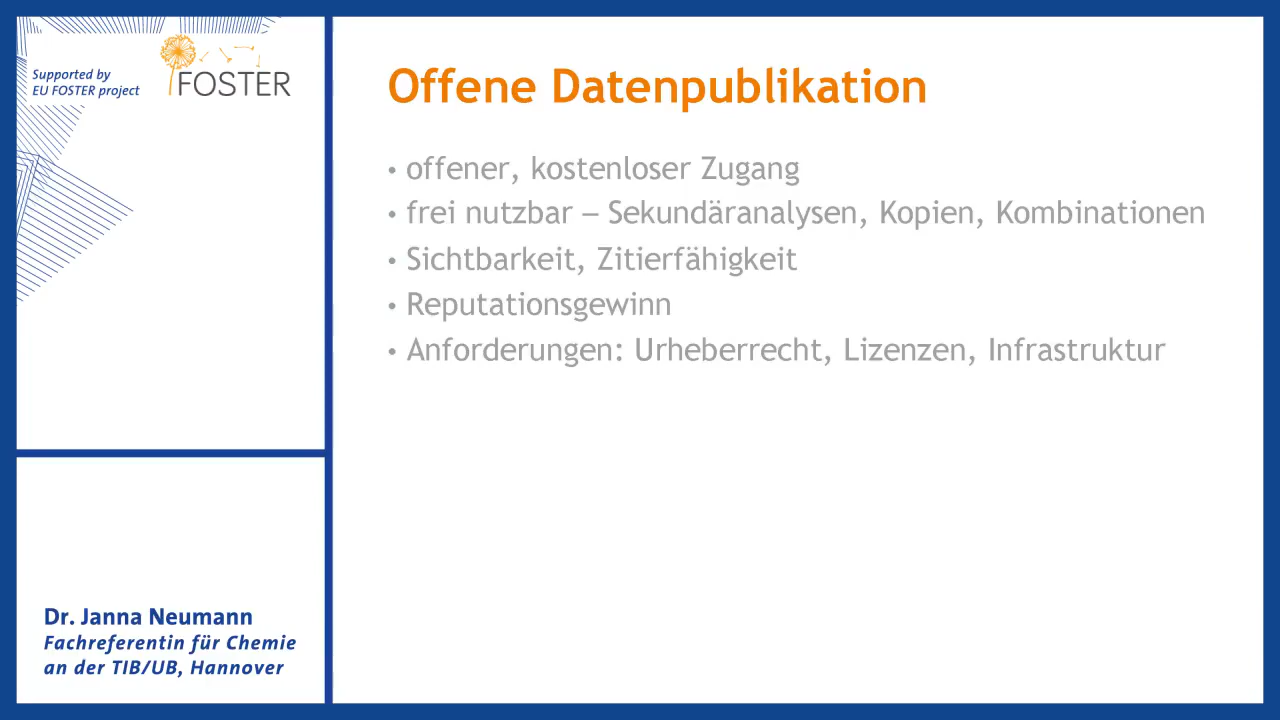 Supported by
EU FOSTER project
FOSTER
Offene Datenpublikation
• offener, kostenloser Zugang
• frei nutzbar – Sekundäranalysen, Kopien, Kombinationen
• Sichtbarkeit, Zitierfähigkeit
• Reputationsgewinn
• Anforderungen: Urheberrecht, Lizenzen, Infrastruktur
Dr. Janna Neumann
Fachreferentin für Chemie
an der TIB/UB, Hannover